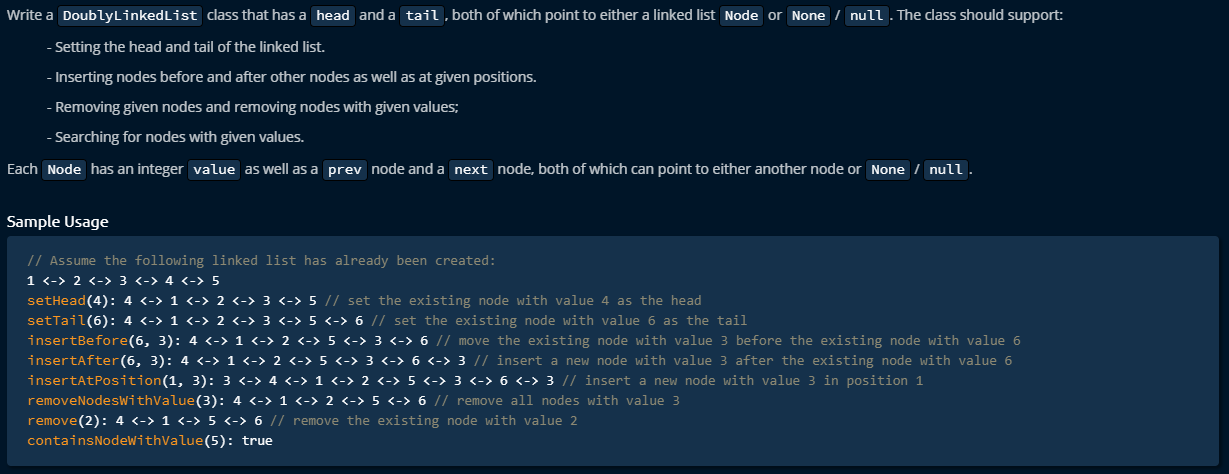 Write a DoublyLinkedList class that has a head and a tail, both of which point to either a linked list Node or None / null. The class should support:
- Setting the head and tail of the linked list.
- Inserting nodes before and after other nodes as well as at given positions.
- Removing given nodes and removing nodes with given values;
- Searching for nodes with given values.
Each Node has an integer value as well as a prev node and a next node, both of which can point to either another node or None / null.
Sample Usage
// Assume the following linked list has already been created:
1 <-> 2 <-> 3 <-> 4 <-> 5
setHead(4): 4 <-> 1 <-> 2 <-> 3 <-> 5 // set the existing node with value 4 as the head
setTail(6): 4 <-> 1 <-> 2 <-> 3 <-> 5 <-> 6 // set the existing node with value 6 as the tail
insertBefore(6, 3): 4 <-> 1 <-> 2 <-> 5 <-> 3 <-> 6 // move the existing node with value 3 before the existing node with value 6
insertAfter(6, 3): 4 <-> 1 <-> 2 <-> 5 <-> 3 <-> 6 <-> 3 // insert a new node with value 3 after the existing node with value 6
insertAtPosition(1, 3): 3 <-> 4 <-> 1 <-> 2 <-> 5 <-> 3 <-> 6 <-> 3 // insert a new node with value 3 in position 1
removeNodesWithValue(3): 4 <-> 1 <-> 2 <-> 5 <-> 6 // remove all nodes with value 3
remove(2): 4 <-> 1 <-> 5 <-> 6 // remove the existing node with value 2
containsNodeWithValue(5): true